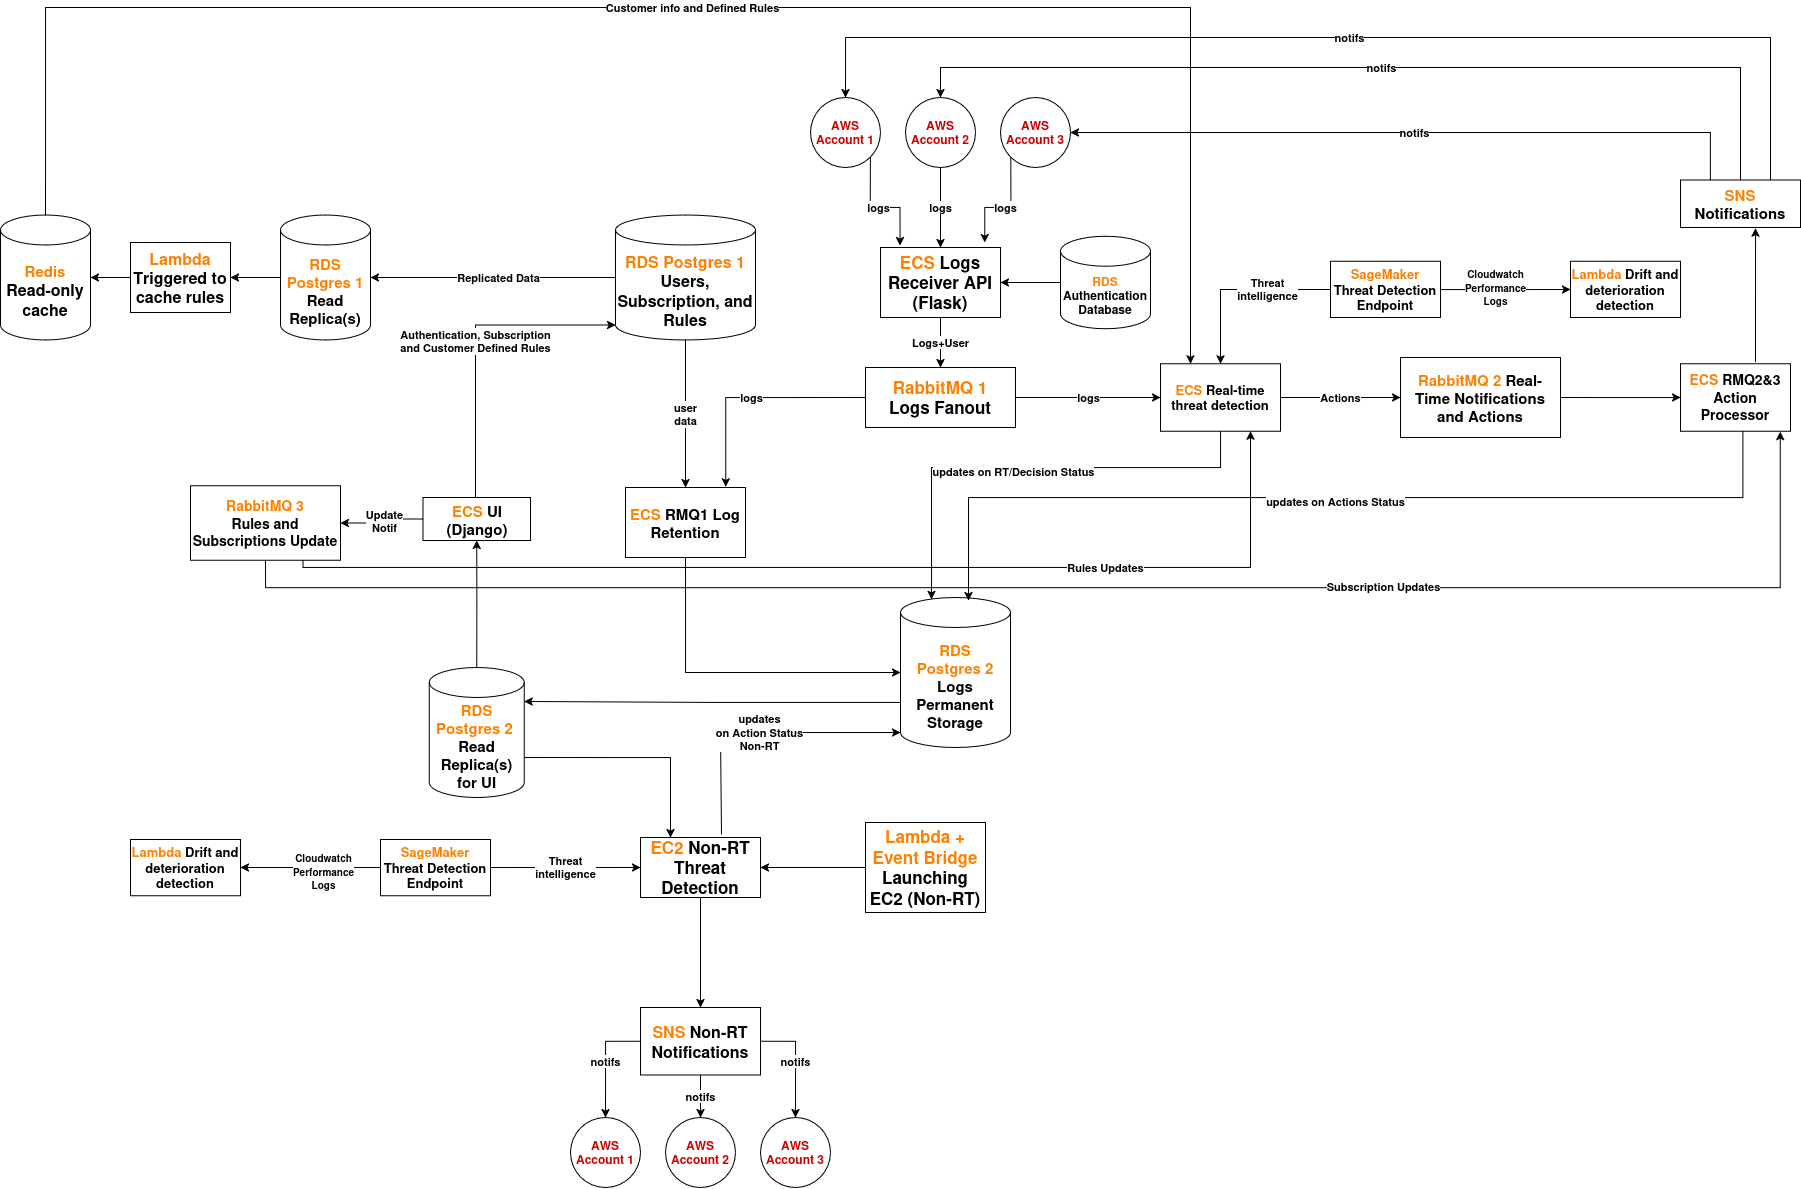 Customer info and Defined Rules
notifs
notifs
notifs
AWS
Account 1
AWS
Account 2
AWS
Account 3
SNS
Notifications
logs
logs
logs
Redis
Read-only
cache
Lambda
Triggered to
cache rules
RDS
Postgres 1
Read
Replica(s)
Replicated Data
RDS Postgres 1
Users,
Subscription, and
Rules
ECS Logs
Receiver API
(Flask)
RDS
Authentication
Database
Threat
intelligence
SageMaker
Threat Detection
Endpoint
Cloudwatch
Performance
Logs
Lambda Drift and
deterioration
detection
Authentication, Subscription
and Customer Defined Rules
Logs+User
user
data
logs
RabbitMQ 1
Logs Fanout
logs
ECS Real-time
threat detection
Actions
RabbitMQ 2 Real-
Time Notifications
and Actions
ECS RMQ2&3
Action
Processor
updates on RT/Decision Status
updates on Actions Status
RabbitMQ 3
Rules and
Subscriptions Update
Update
Notif
ECS UI
(Django)
ECS RMQ1 Log
Retention
Rules Updates
Subscription Updates
RDS
Postgres 2
Logs
Permanent
Storage
RDS
Postgres 2
Read
Replica(s)
for UI
updates
on Action Status
Non-RT
Lambda Drift and
deterioration
detection
Cloudwatch
Performance
Logs
SageMaker
Threat Detection
Endpoint
Threat
intelligence
EC2 Non-RT
Threat
Detection
Lambda +
Event Bridge
Launching
EC2 (Non-RT)
SNS Non-RT
Notifications
notifs
notifs
notifs
AWS
Account 1
AWS
Account 2
AWS
Account 3